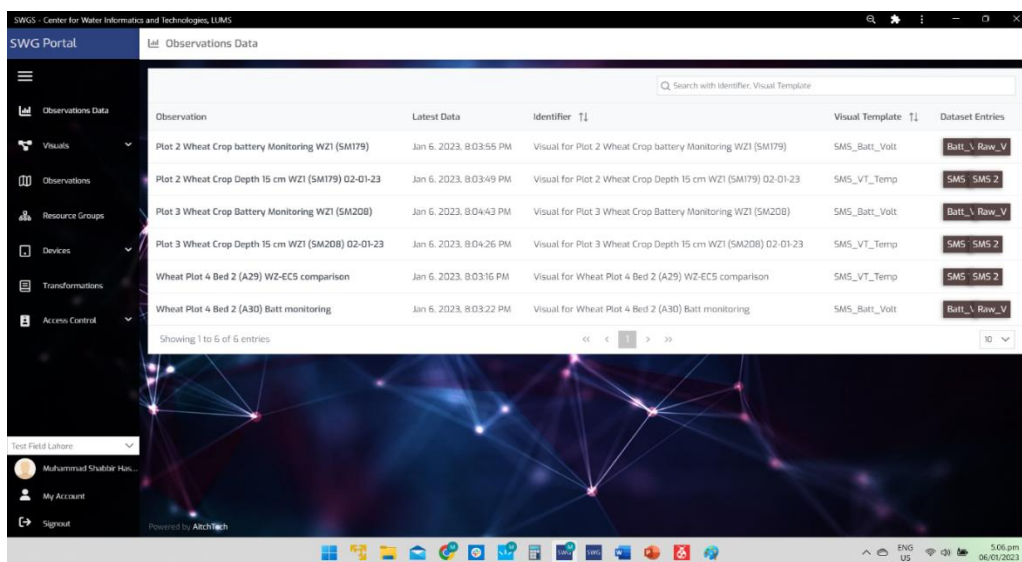 SWGS - Center for Water Informatics and Technologies, LUMS
SWG Portal
Observations Data
Search with Identifier, Visual Template
Observations Data
Visuals
Observations
Resource Groups
Devices
Transformations
Access Control
Observation Latest Data Identifier Visual Template Dataset Entries
Plot 2 Wheat Crop battery Monitoring WZ1 (SM179) Jan 6, 2023, 8:03:55 PM Visual for Plot 2 Wheat Crop battery Monitoring WZ1 (SM179) SMS_Batt_Volt Batt_V Raw_V
Plot 2 Wheat Crop Depth 15 cm WZ1 (SM179) 02-01-23 Jan 6, 2023, 8:03:49 PM Visual for Plot 2 Wheat Crop Depth 15 cm WZ1 (SM179) 02-01-23 SMS_VT_Temp SMS SMS 2
Plot 3 Wheat Crop Battery Monitoring WZ1 (SM208) Jan 6, 2023, 8:04:43 PM Visual for Plot 3 Wheat Crop Battery Monitoring WZ1 (SM208) SMS_Batt_Volt Batt_V Raw_V
Plot 3 Wheat Crop Depth 15 cm WZ1 (SM208) 02-01-23 Jan 6, 2023, 8:04:26 PM Visual for Plot 3 Wheat Crop Depth 15 cm WZ1 (SM208) 02-01-23 SMS_VT_Temp SMS SMS 2
Wheat Plot 4 Bed 2 (A29) WZ-EC5 comparison Jan 6, 2023, 8:03:16 PM Visual for Wheat Plot 4 Bed 2 (A29) WZ-EC5 comparison SMS_VT_Temp SMS SMS 2
Wheat Plot 4 Bed 2 (A30) Batt monitoring Jan 6, 2023, 8:03:22 PM Visual for Wheat Plot 4 Bed 2 (A30) Batt monitoring SMS_Batt_Volt Batt_V Raw_V
Showing 1 to 6 of 6 entries << < 1 > >> 10
Test Field Lahore
Muhammad Shabbir Has...
My Account
Signout
Powered by AitchTech
ENG
US
5:06 pm
06/01/2023